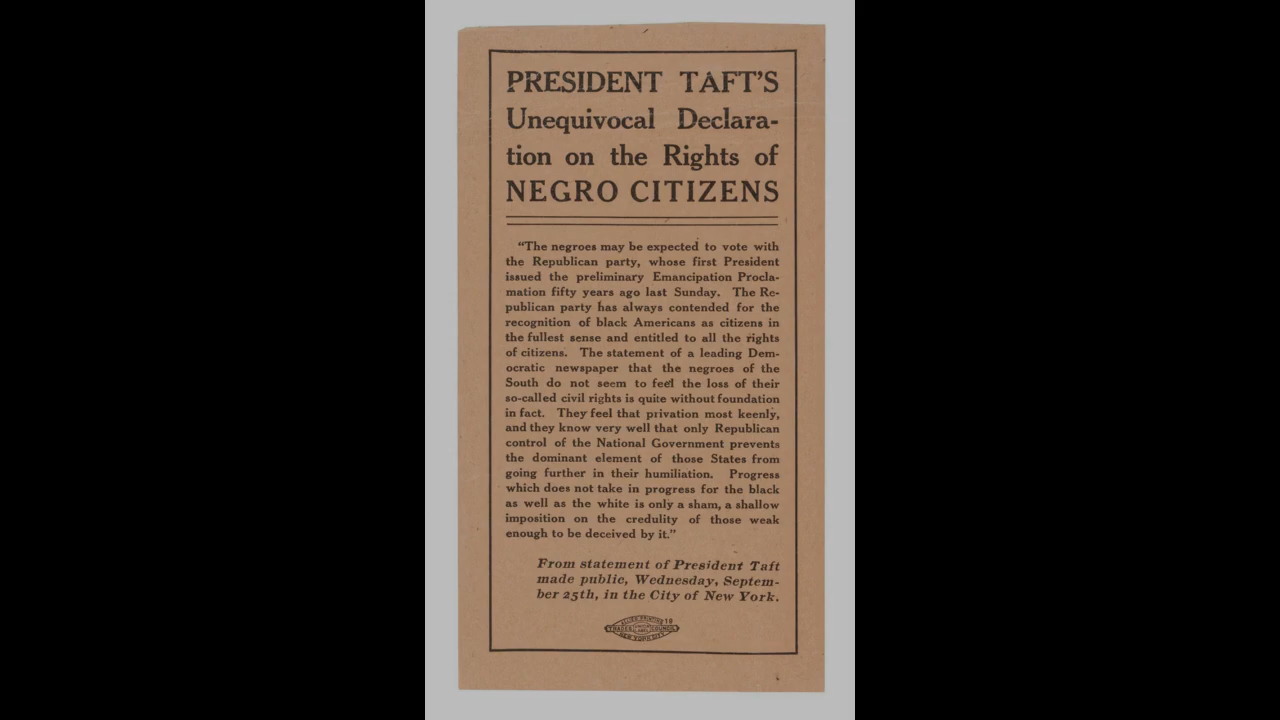 PRESIDENT TAFT'S
Unequivocal Declara-
tion on the Rights of
NEGRO CITIZENS
"The negroes may be expected to vote with
the Republican party, whose first President
issued the preliminary Emancipation Procla-
mation fifty years ago last Sunday. The Re-
publican party has always contended for the
recognition of black Americans as citizens in
the fullest sense and entitled to all the rights
of citizens. The statement of a leading Dem-
ocratic newspaper that the negroes of the
South do not seem to feel the loss of their
so-called civil rights is quite without foundation
in fact. They feel that privation most keenly,
and they know very well that only Republican
control of the National Government prevents
the dominant element of those States from
going further in their humiliation. Progress
which does not take in progress for the black
as well as the white is only a sham, a shallow
imposition on the credulity of those weak
enough to be deceived by it."
From statement of President Taft
made public, Wednesday, Septem-
ber 25th, in the City of New York.
ALLIED PRINTING
TRADES COUNCIL
NEW YORK CITY